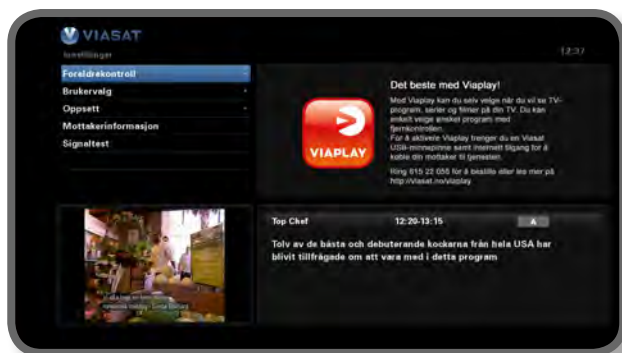 VIASAT
Innstillinger
12:37
Foreldrekontroll
Brukervalg
Oppsett
Mottakerinformasjon
Signaltest
VIAPLAY
Det beste med Viaplay!
Med Viaplay kan du selv velge når du vil se TV-
program, serier og filmer på din TV. Du kan
enkelt velge ønsket program med
fjernkontrollen.
For å aktivere Viaplay trenger du en Viasat
USB-minnepinne samt internett tilgang for å
koble din mottaker til tjenesten.
Ring 815 22 056 for å bestille eller les mer på
http://viasat.no/viaplay
Top Chef 12:20-13:15 A
Tolv av de bästa och debuterande kockarna från hela USA har
blivit tillfrågade om att vara med i detta program